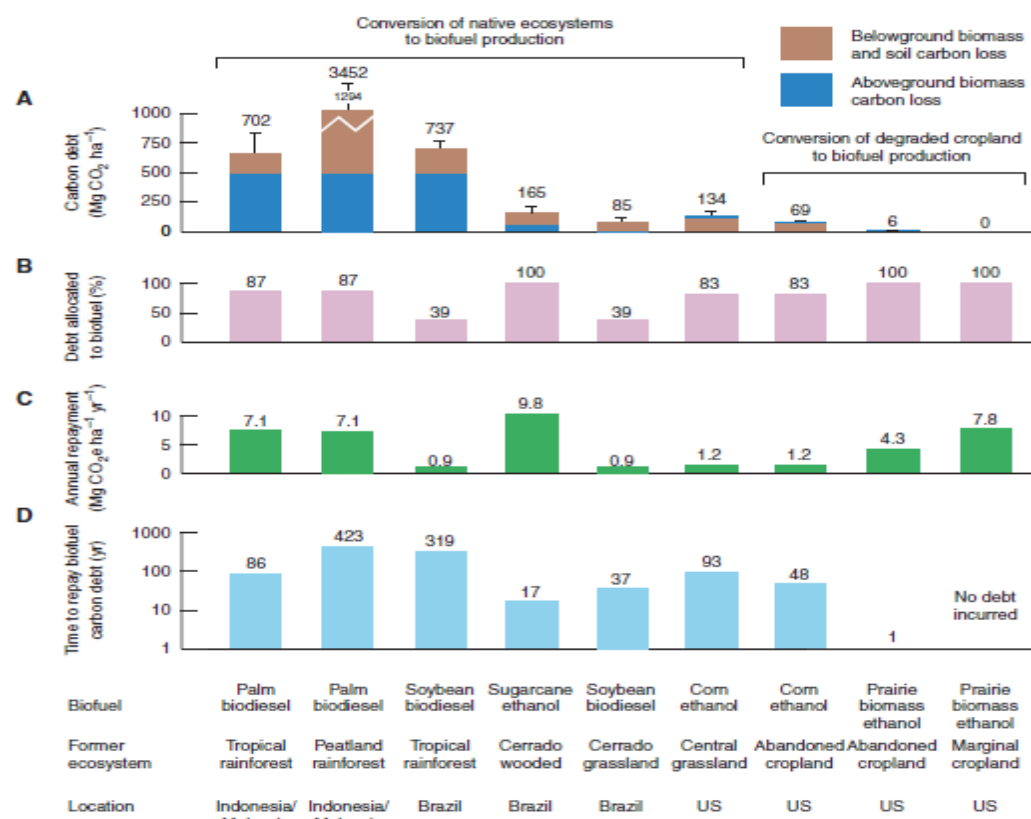 Conversion of native ecosystems
to biofuel production
Belowground biomass
and soil carbon loss
Aboveground biomass
carbon loss
Conversion of degraded cropland
to biofuel production
A
Carbon debt
(Mg CO₂ ha⁻¹)
1000
750
500
250
0
702
3452
1294
737
165
85
134
69
6
0
B
Debt allocated
to biofuel (%)
100
50
0
87
87
39
100
39
83
83
100
100
C
Annual repayment
(Mg CO₂e ha⁻¹ yr⁻¹)
10
5
0
7.1
7.1
0.9
9.8
0.9
1.2
1.2
4.3
7.8
D
Time to repay biofuel
carbon debt (yr)
1000
100
10
1
86
423
319
17
37
93
48
1
No debt
incurred
Biofuel
Palm biodiesel
Palm biodiesel
Soybean biodiesel
Sugarcane ethanol
Soybean biodiesel
Corn ethanol
Corn ethanol
Prairie biomass ethanol
Prairie biomass ethanol
Former ecosystem
Tropical rainforest
Peatland rainforest
Tropical rainforest
Cerrado wooded
Cerrado grassland
Central grassland
Abandoned cropland
Abandoned cropland
Marginal cropland
Location
Indonesia/
Indonesia/
Brazil
Brazil
Brazil
US
US
US
US